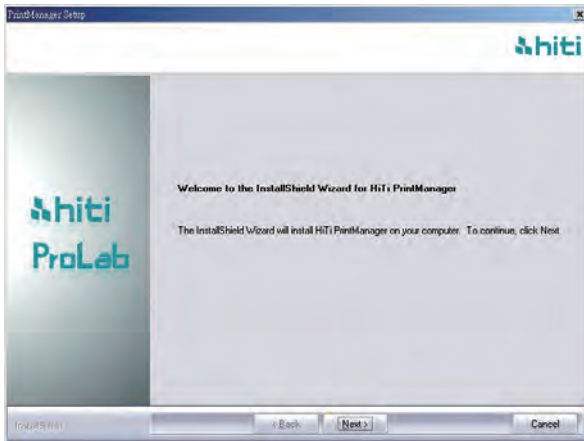 PrintManager Setup
hiti
hiti
ProLab
Welcome to the InstallShield Wizard for HiTi PrintManager
The InstallShield Wizard will install HiTi PrintManager on your computer. To continue, click Next
InstallShield
< Back
Next >
Cancel